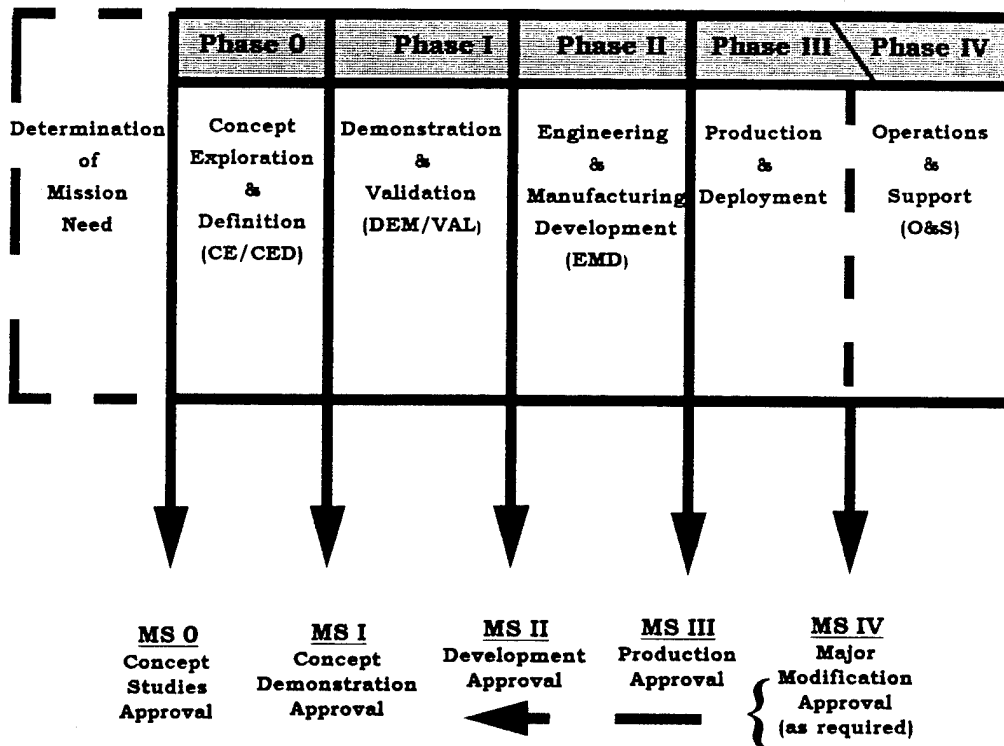 Phase 0
Phase I
Phase II
Phase III
Phase IV
Determination
of
Mission
Need
Concept
Exploration
&
Definition
(CE/CED)
Demonstration
&
Validation
(DEM/VAL)
Engineering
&
Manufacturing
Development
(EMD)
Production
&
Deployment
Operations
&
Support
(O&S)
MS 0
Concept
Studies
Approval
MS I
Concept
Demonstration
Approval
MS II
Development
Approval
MS III
Production
Approval
MS IV
Major
Modification
Approval
(as required)